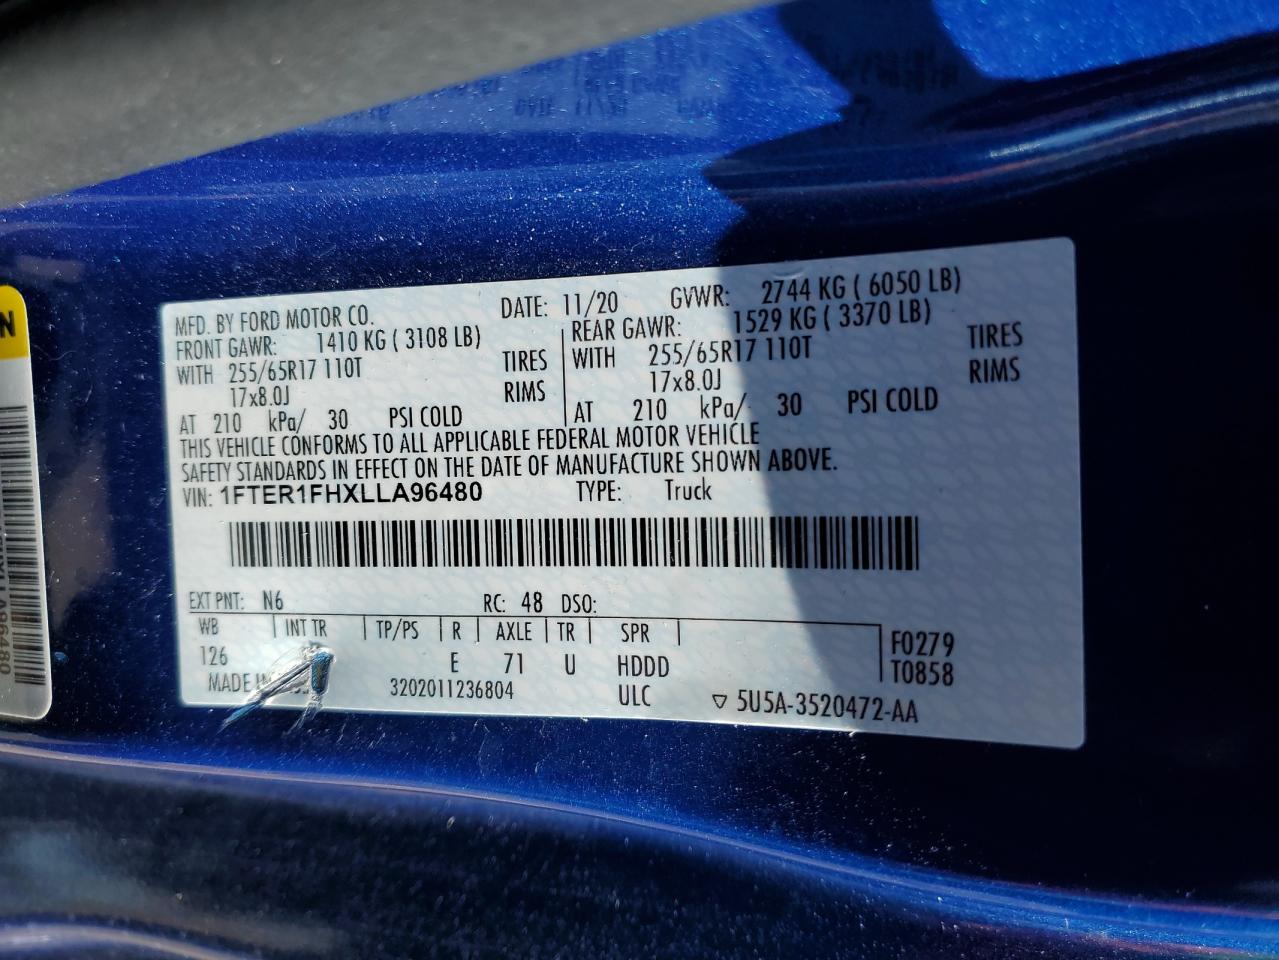 MFD. BY FORD MOTOR CO. DATE: 11/20 GVWR: 2744 KG ( 6050 LB)
FRONT GAWR: 1410 KG ( 3108 LB) REAR GAWR: 1529 KG ( 3370 LB)
WITH 255/65R17 110T TIRES WITH 255/65R17 110T TIRES
17x8.0J RIMS 17x8.0J RIMS
AT 210 kPa/ 30 PSI COLD AT 210 kPa/ 30 PSI COLD
THIS VEHICLE CONFORMS TO ALL APPLICABLE FEDERAL MOTOR VEHICLE
SAFETY STANDARDS IN EFFECT ON THE DATE OF MANUFACTURE SHOWN ABOVE.
VIN: 1FTER1FHXLLA96480 TYPE: Truck
EXT PNT: N6 RC: 48 DSO:
WB INT TR TP/PS R AXLE TR SPR F0279
126 E 71 U HDDD T0858
MADE IN 3202011236804 ULC ▽ 5U5A-3520472-AA